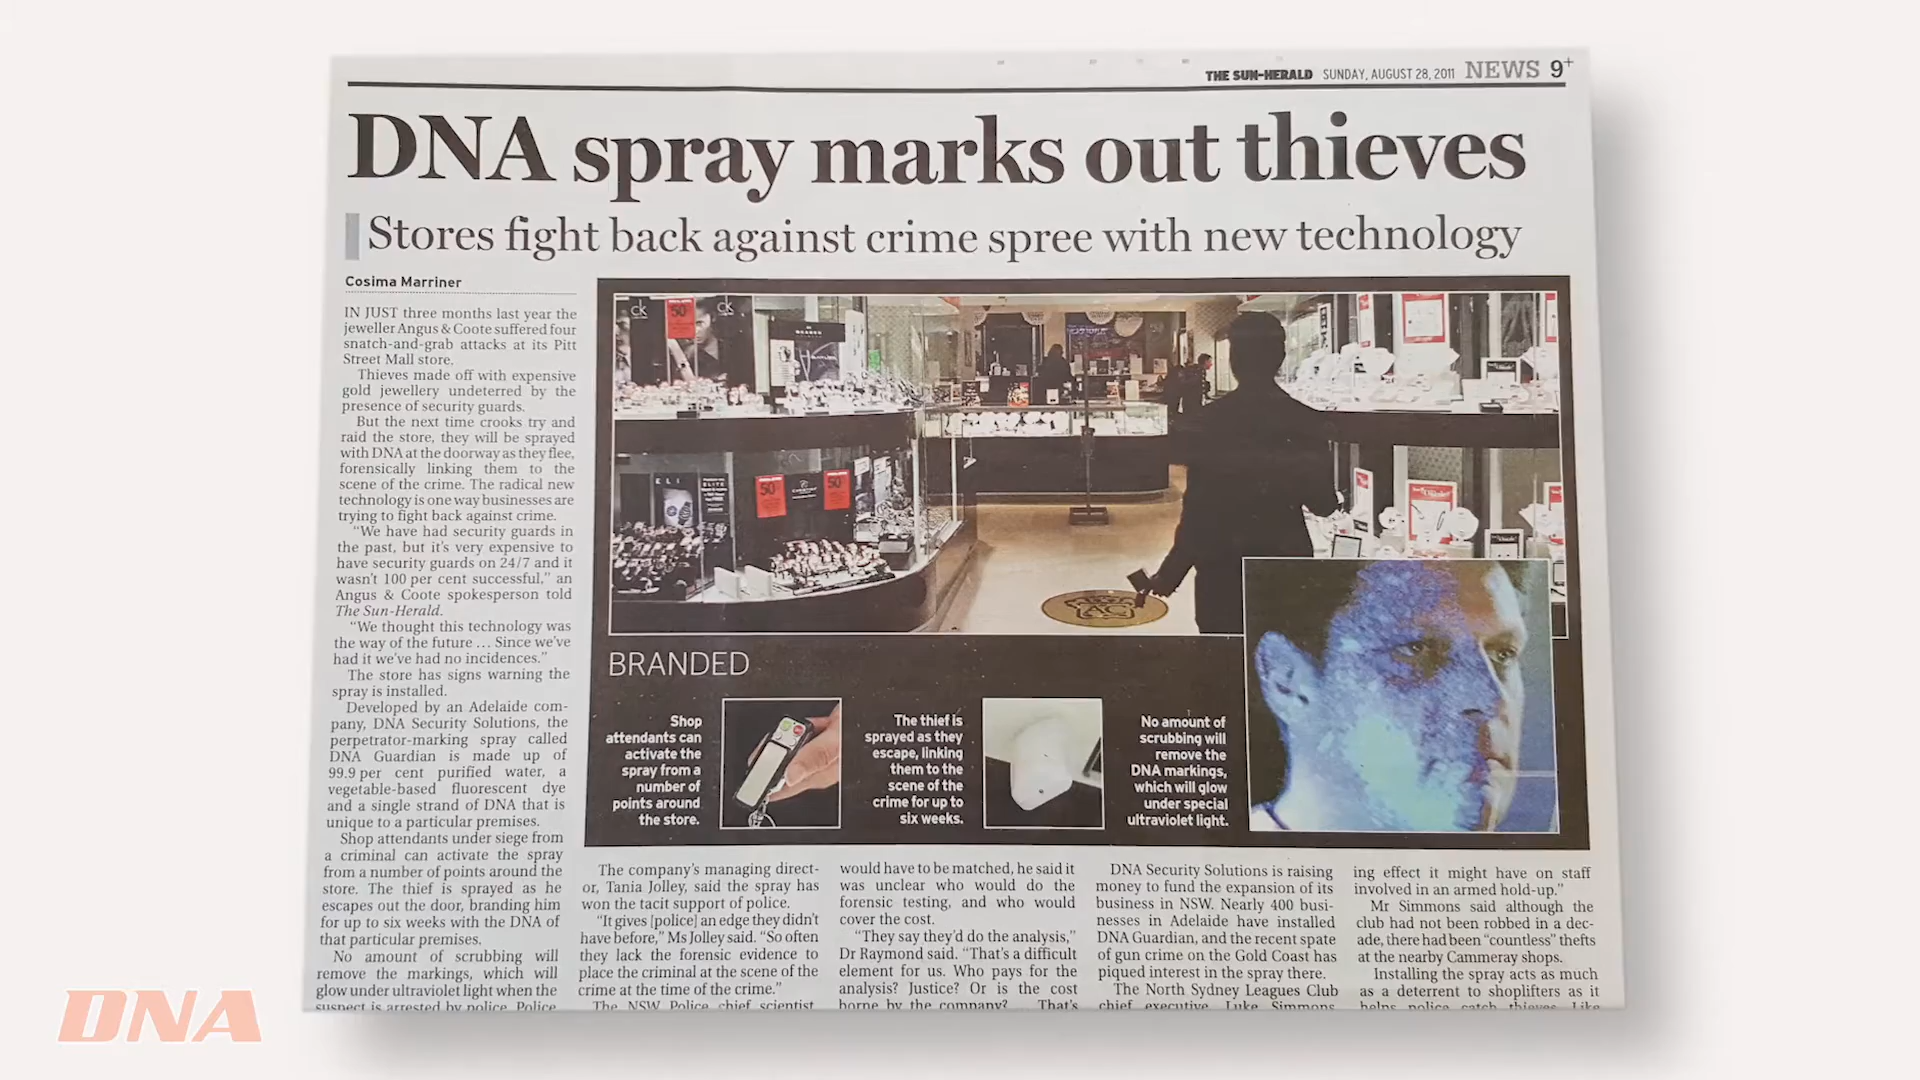 THE SUN-HERALD SUNDAY, AUGUST 28, 2011 NEWS 9+
DNA spray marks out thieves
Stores fight back against crime spree with new technology
Cosima Marriner
IN JUST three months last year the
jeweller Angus & Coote suffered four
snatch-and-grab attacks at its Pitt
Street Mall store.
Thieves made off with expensive
gold jewellery undeterred by the
presence of security guards.
But the next time crooks try and
raid the store, they will be sprayed
with DNA at the doorway as they flee,
forensically linking them to the
scene of the crime. The radical new
technology is one way businesses are
trying to fight back against crime.
"We have had security guards in
the past, but it's very expensive to
have security guards on 24/7 and it
wasn't 100 per cent successful," an
Angus & Coote spokesperson told
The Sun-Herald.
"We thought this technology was
the way of the future ... Since we've
had it we've had no incidences."
The store has signs warning the
spray is installed.
Developed by an Adelaide com-
pany, DNA Security Solutions, the
perpetrator-marking spray called
DNA Guardian is made up of
99.9 per cent purified water, a
vegetable-based fluorescent dye
and a single strand of DNA that is
unique to a particular premises.
Shop attendants under siege from
a criminal can activate the spray
from a number of points around the
store. The thief is sprayed as he
escapes out the door, branding him
for up to six weeks with the DNA of
that particular premises.
No amount of scrubbing will
remove the markings, which will
glow under ultraviolet light when the
suspect is arrested by police. Police
ck
50
ck
ELI
50
50
AC
BRANDED
Shop
attendants can
activate the
spray from a
number of
points around
the store.
The thief is
sprayed as they
escape, linking
them to the
scene of the
crime for up to
six weeks.
No amount of
scrubbing will
remove the
DNA markings,
which will glow
under special
ultraviolet light.
The company's managing direct-
or, Tania Jolley, said the spray has
won the tacit support of police.
"It gives [police] an edge they didn't
have before," Ms Jolley said. "So often
they lack the forensic evidence to
place the criminal at the scene of the
crime at the time of the crime."
The NSW Police chief scientist,
would have to be matched, he said it
was unclear who would do the
forensic testing, and who would
cover the cost.
"They say they'd do the analysis,"
Dr Raymond said. "That's a difficult
element for us. Who pays for the
analysis? Justice? Or is the cost
borne by the company? ... That's
DNA Security Solutions is raising
money to fund the expansion of its
business in NSW. Nearly 400 busi-
nesses in Adelaide have installed
DNA Guardian, and the recent spate
of gun crime on the Gold Coast has
piqued interest in the spray there.
The North Sydney Leagues Club
chief executive, Luke Simmons,
ing effect it might have on staff
involved in an armed hold-up."
Mr Simmons said although the
club had not been robbed in a dec-
ade, there had been "countless" thefts
at the nearby Cammeray shops.
Installing the spray acts as much
as a deterrent to shoplifters as it
helps police catch thieves. Like
DNA